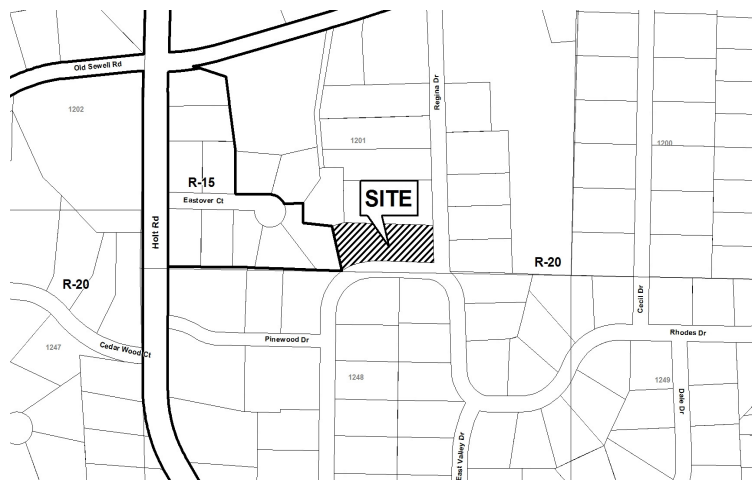 Old Sewell Rd
Regina Dr
1202
1201
1200
R-15
Eastover Ct
SITE
Holt Rd
R-20
R-20
Cecil Dr
Cedar Wood Ct
1247
Pinewood Dr
Rhodes Dr
1248
1249
Dale Dr
East Valley Dr